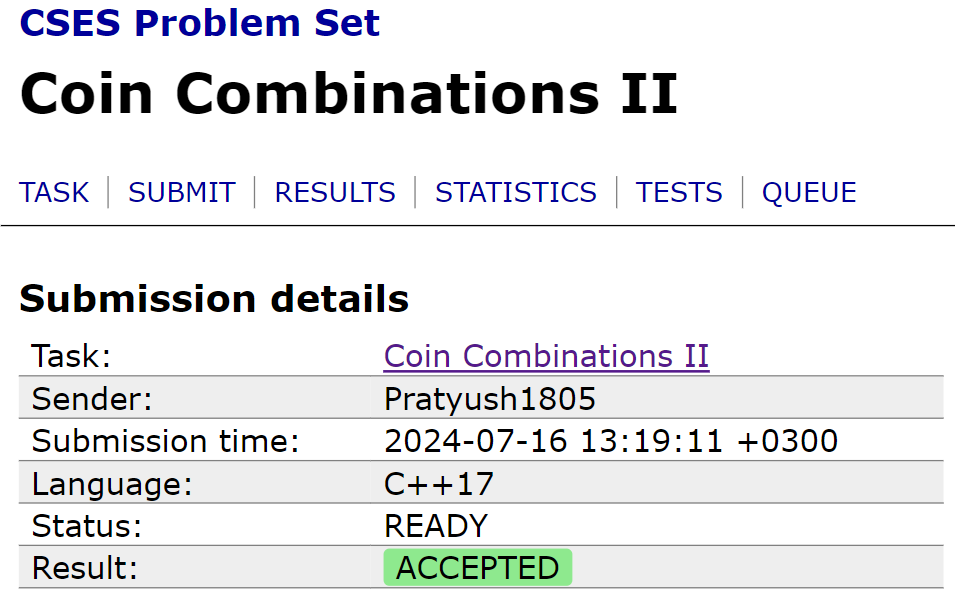 CSES Problem Set
Coin Combinations II
TASK | SUBMIT | RESULTS | STATISTICS | TESTS | QUEUE
Submission details
Task: Coin Combinations II
Sender: Pratyush1805
Submission time: 2024-07-16 13:19:11 +0300
Language: C++17
Status: READY
Result: ACCEPTED